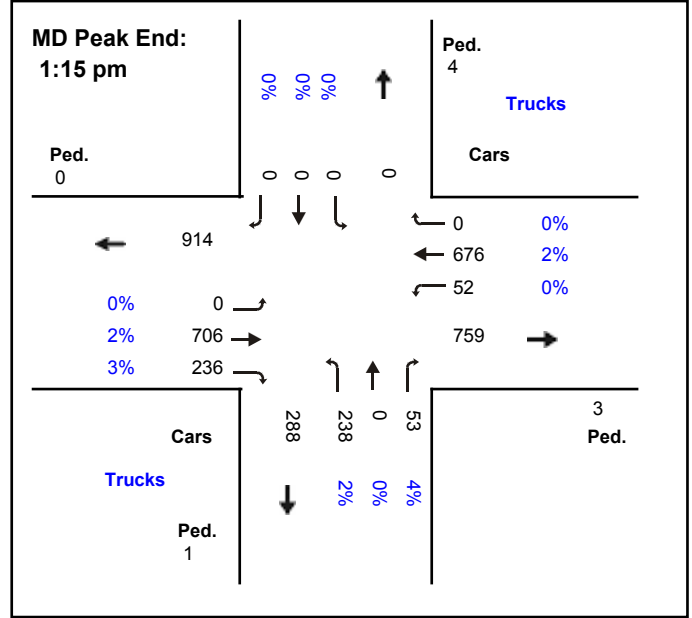 MD Peak End:
1:15 pm
Ped.
4
Trucks
Cars
Ped.
0
0% 0% 0%
0 0 0 0
914
0 0%
676 2%
52 0%
0% 0
2% 706
3% 236
759
288 238 0 53
2% 0% 4%
Cars
Trucks
Ped.
1
3
Ped.